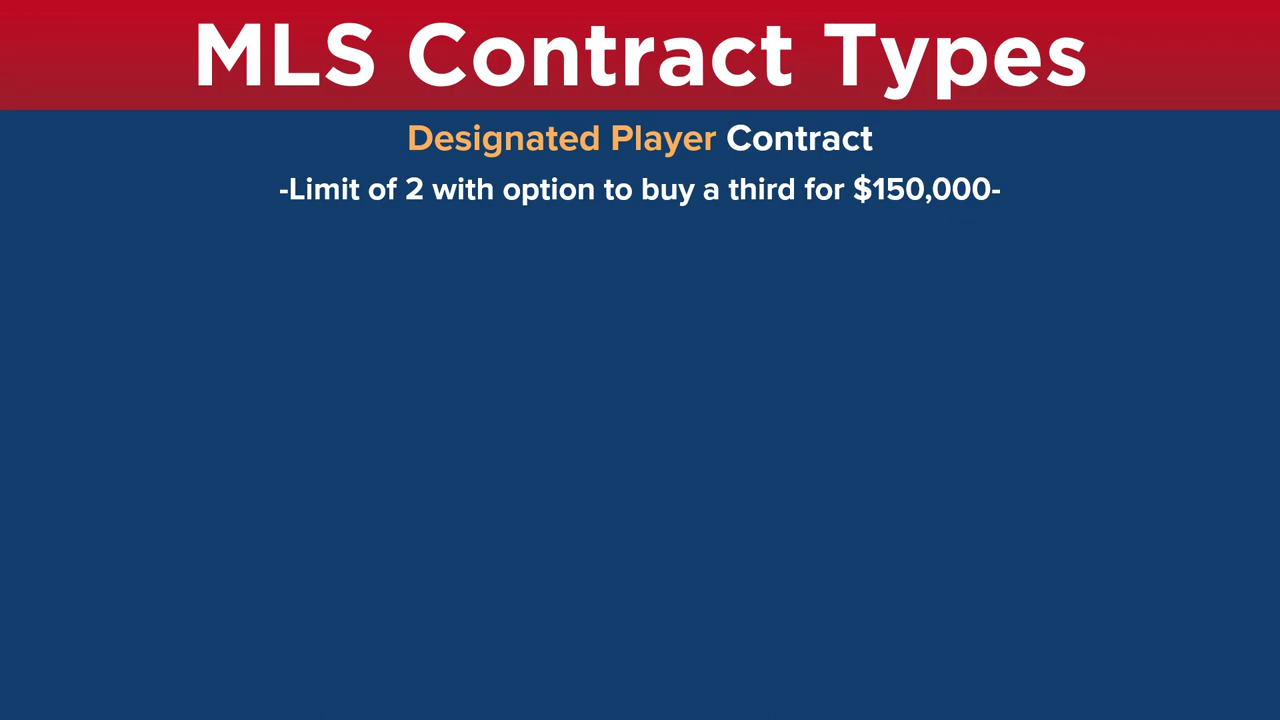 MLS Contract Types
Designated Player Contract
-Limit of 2 with option to buy a third for $150,000-